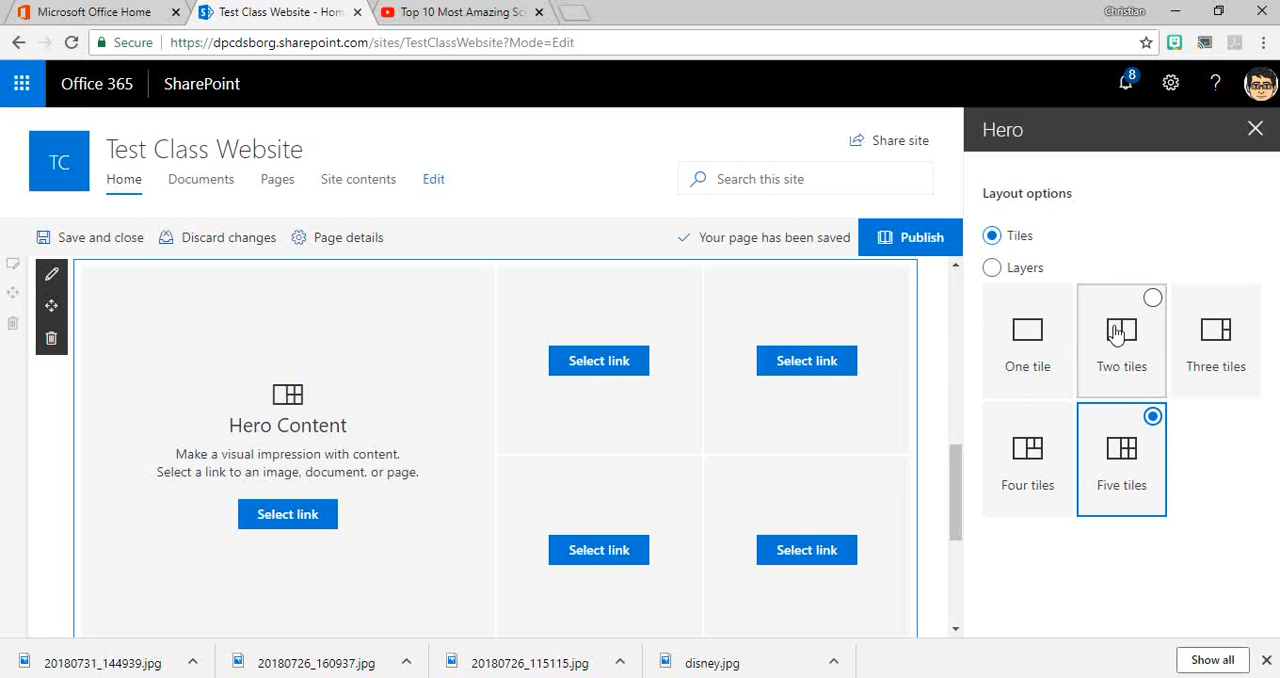 Microsoft Office Home
Test Class Website - Hom
Top 10 Most Amazing Sci
Christian
Secure
https://dpcdsborg.sharepoint.com/sites/TestClassWebsite?Mode=Edit
Office 365
SharePoint
8
?
Hero
TC
Test Class Website
Share site
Home
Documents
Pages
Site contents
Edit
Search this site
Layout options
Tiles
Layers
Save and close
Discard changes
Page details
Your page has been saved
Publish
One tile
Two tiles
Three tiles
Four tiles
Five tiles
Hero Content
Make a visual impression with content.
Select a link to an image, document, or page.
Select link
Select link
Select link
Select link
Select link
20180731_144939.jpg
20180726_160937.jpg
20180726_115115.jpg
disney.jpg
Show all